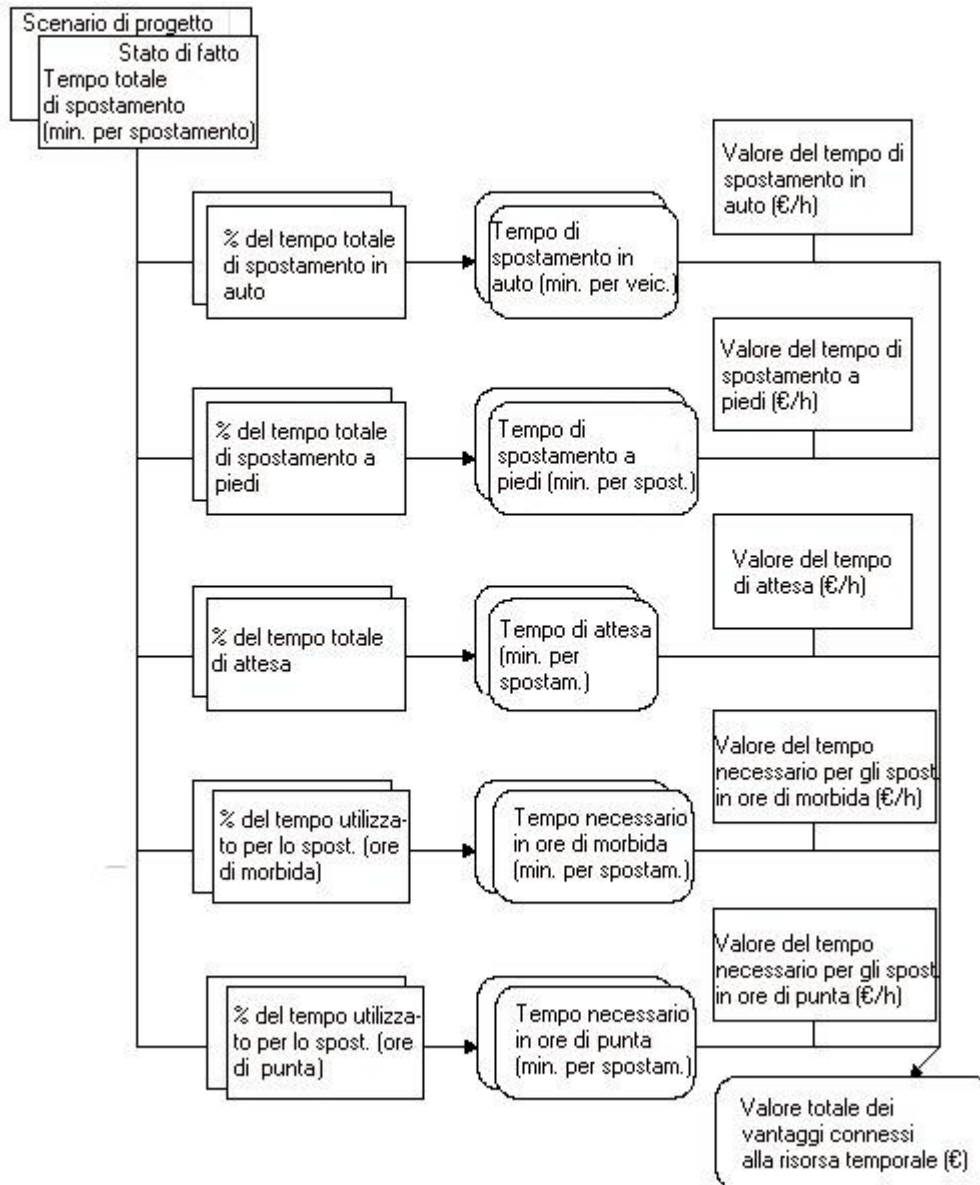 Scenario di progetto
Stato di fatto
Tempo totale
di spostamento
(min. per spostamento)
Valore del tempo di
spostamento in
auto (€/h)
% del tempo totale
di spostamento in
auto
Tempo di
spostamento in
auto (min. per veic.)
Valore del tempo di
spostamento a
piedi (€/h)
% del tempo totale
di spostamento a
piedi
Tempo di
spostamento a
piedi (min. per spost.)
Valore del tempo
di attesa (€/h)
% del tempo totale
di attesa
Tempo di attesa
(min. per
spostam.)
Valore del tempo
necessario per gli spost.
in ore di morbida (€/h)
% del tempo utilizza-
to per lo spost. (ore
di morbida)
Tempo necessario
in ore di morbida
(min. per spostam.)
Valore del tempo
necessario per gli spost.
in ore di punta (€/h)
% del tempo utilizza-
to per lo spost. (ore
di punta)
Tempo necessario
in ore di punta
(min. per spostam.)
Valore totale dei
vantaggi connessi
alla risorsa temporale (€)